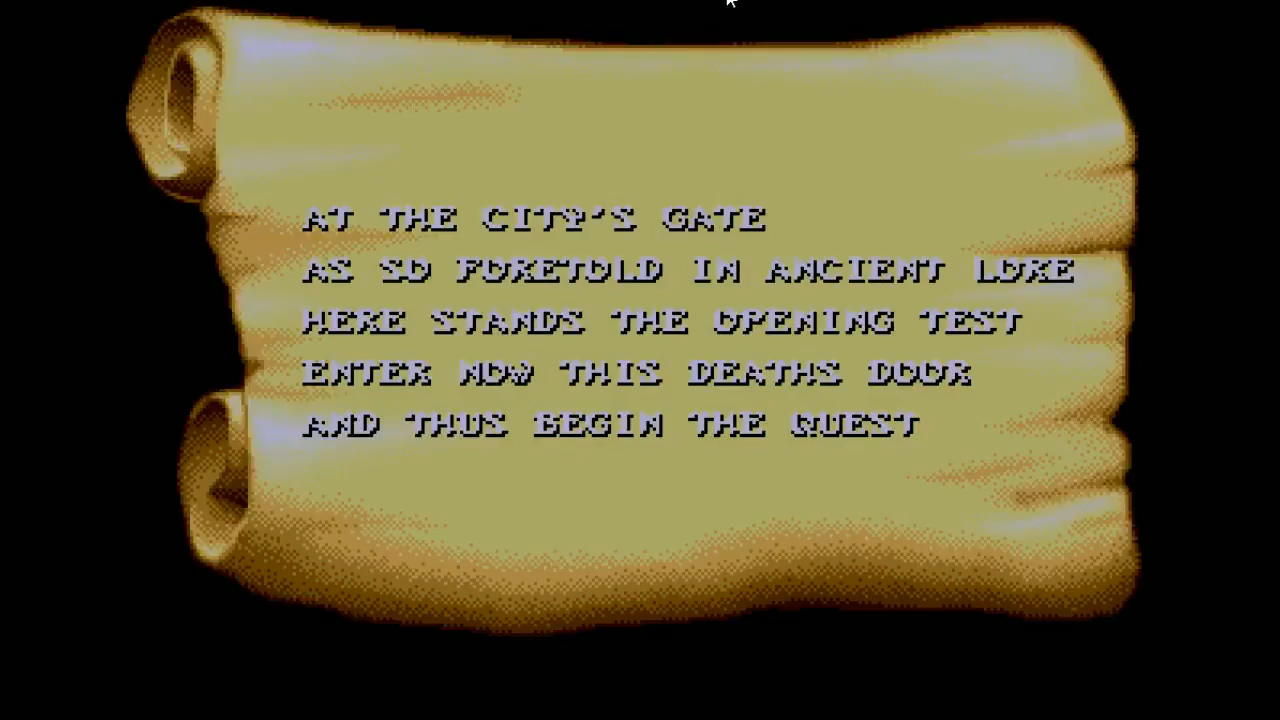 AT THE CITY'S GATE
AS SO FORETOLD IN ANCIENT LORE
HERE STANDS THE OPENING TEST
ENTER NOW THIS DEATHS DOOR
AND THUS BEGIN THE QUEST